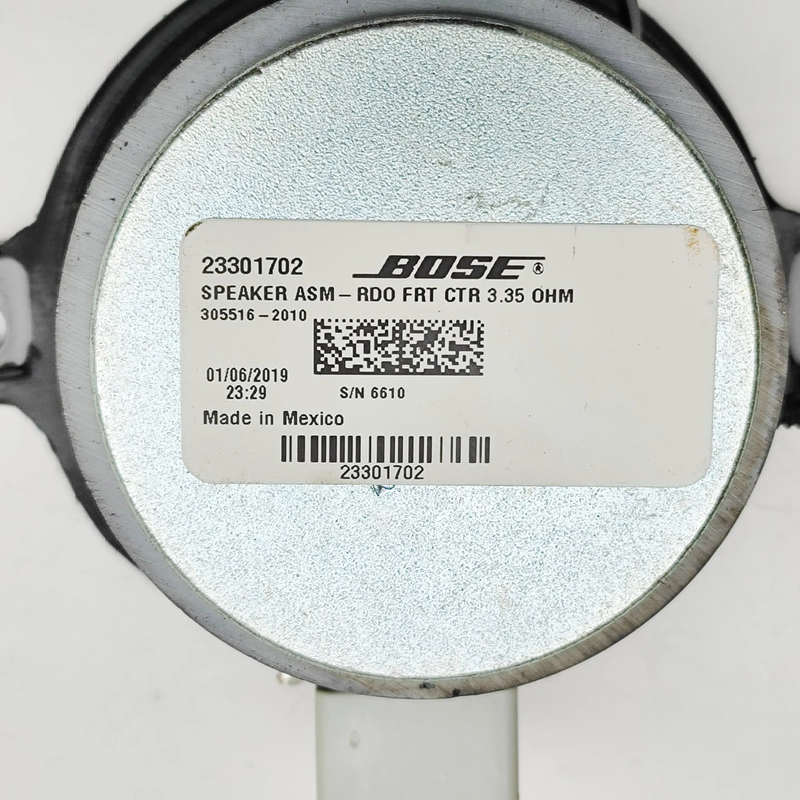 23301702 BOSE®
SPEAKER ASM – RDO FRT CTR 3.35 OHM
305516 – 2010
01/06/2019
23:29 S/N 6610
Made in Mexico
23301702